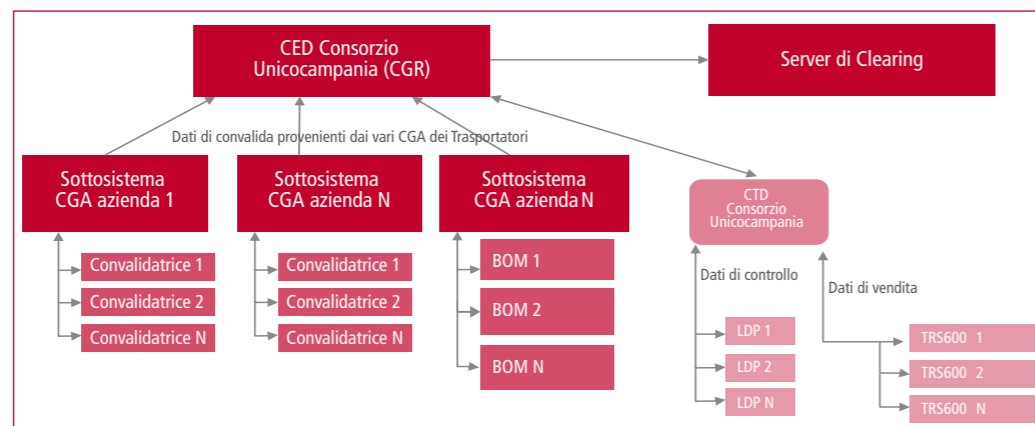 CED Consorzio
Unicocampania (CGR)
Server di Clearing
Dati di convalida provenienti dai vari CGA dei Trasportatori
Sottosistema
CGA azienda 1
Sottosistema
CGA azienda N
Sottosistema
CGA azienda N
CTD
Consorzio
Unicocampania
Convalidatrice 1
Convalidatrice 2
Convalidatrice N
Convalidatrice 1
Convalidatrice 2
Convalidatrice N
BOM 1
BOM 2
BOM N
Dati di controllo
Dati di vendita
LDP 1
LDP 2
LDP N
TRS600 1
TRS600 2
TRS600 N